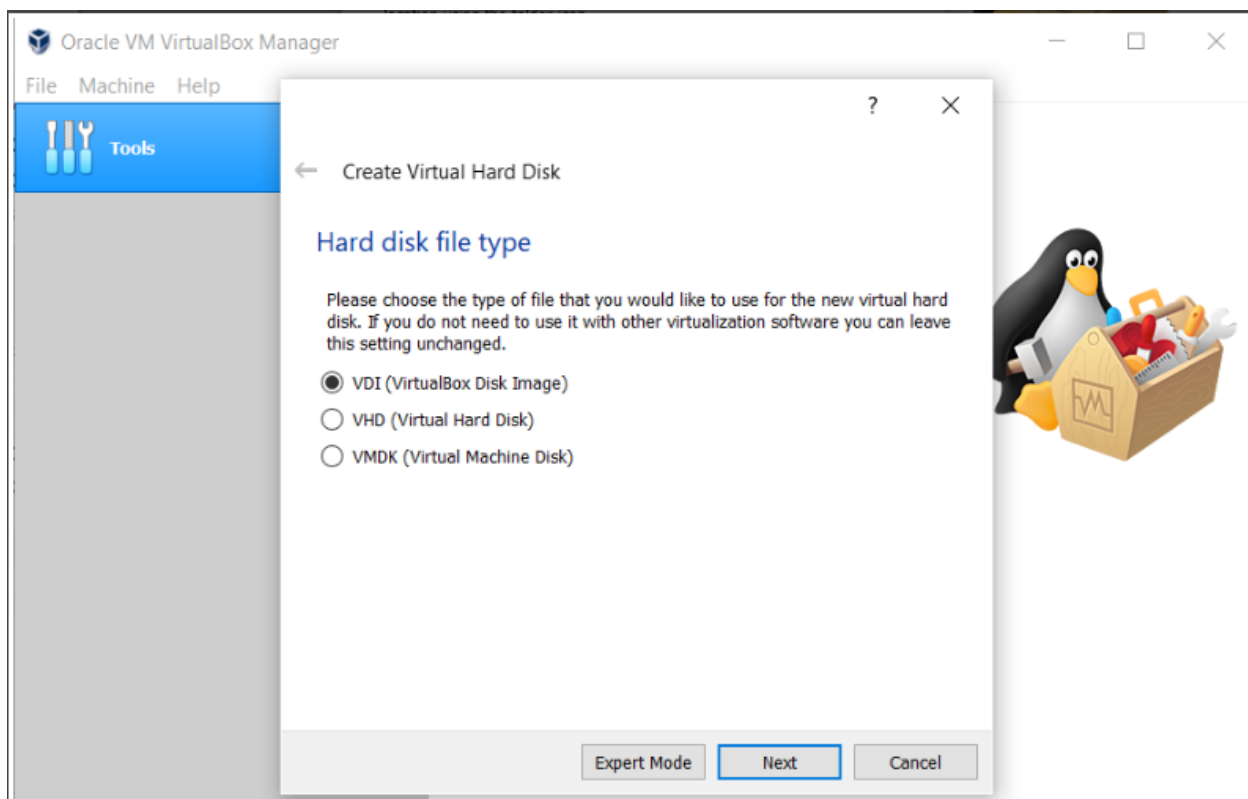 Oracle VM VirtualBox Manager
File Machine Help
Tools
?
Create Virtual Hard Disk
Hard disk file type
Please choose the type of file that you would like to use for the new virtual hard
disk. If you do not need to use it with other virtualization software you can leave
this setting unchanged.
VDI (VirtualBox Disk Image)
VHD (Virtual Hard Disk)
VMDK (Virtual Machine Disk)
Expert Mode Next Cancel